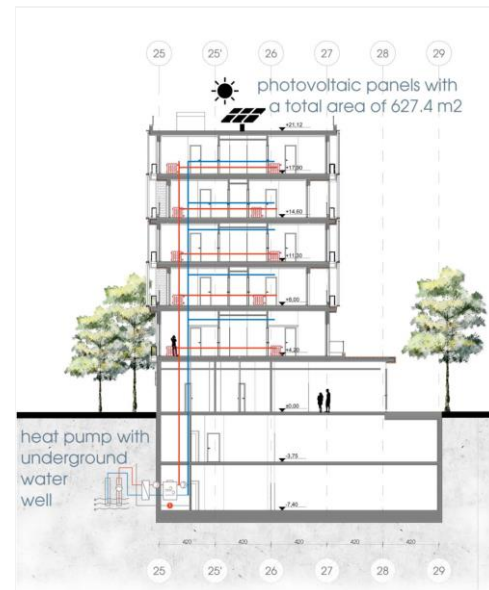 25 25' 26 27 28 29
photovoltaic panels with
a total area of 627.4 m2
+21,12
+17,90
+14,60
+11,30
+8,00
+4,20
±0.00
heat pump with
underground
water
well
-3,75
-7,40
420 420 420 420 420
25 25' 26 27 28 29